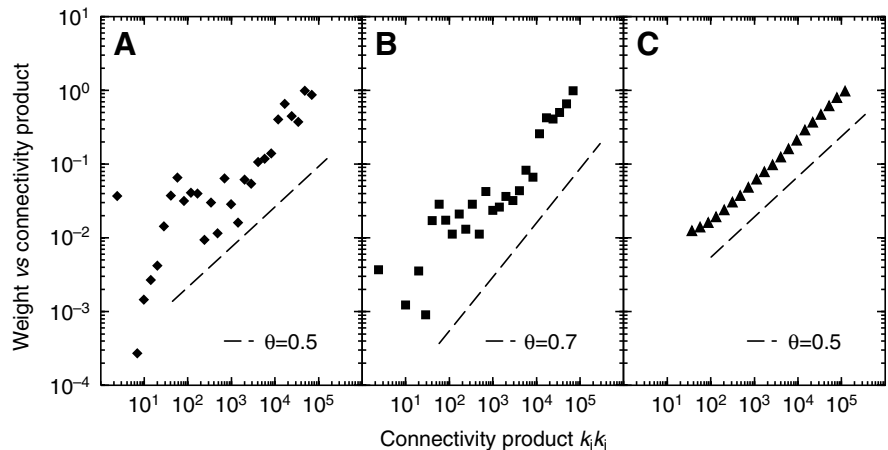 A
B
C
10¹
10⁰
10⁻¹
10⁻²
10⁻³
10⁻⁴
Weight vs connectivity product
θ=0.5
θ=0.7
θ=0.5
10¹ 10² 10³ 10⁴ 10⁵
10¹ 10² 10³ 10⁴ 10⁵
10¹ 10² 10³ 10⁴ 10⁵
Connectivity product kᵢkⱼ